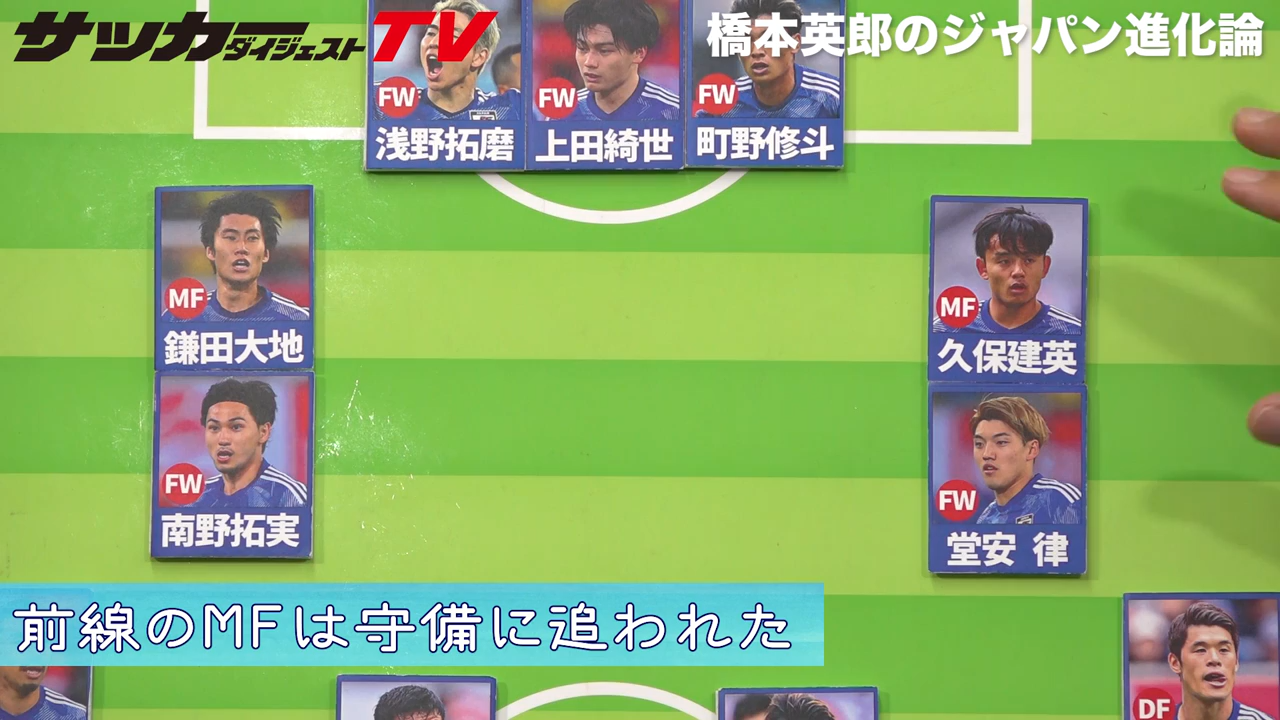 サッカーダイジェストTV
橋本英郎のジャパン進化論
FW
FW
FW
浅野拓磨
上田綺世
町野修斗
MF
鎌田大地
MF
久保建英
FW
南野拓実
FW
堂安 律
前線のMFは守備に追われた
DF